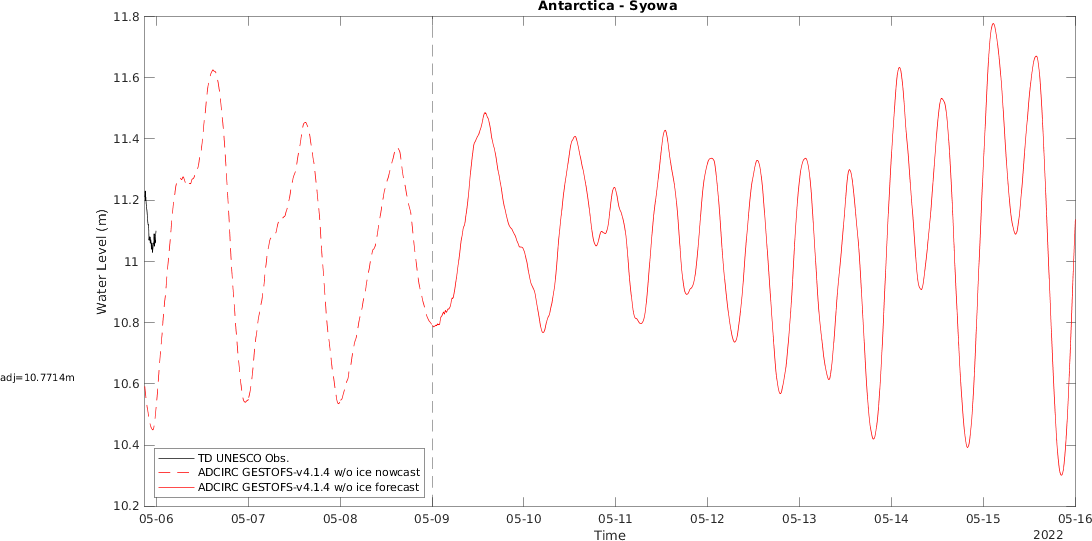 Antarctica - Syowa
11.8
11.6
11.4
11.2
11
10.8
10.6
10.4
10.2
Water Level (m)
adj=10.7714m
TD UNESCO Obs.
ADCIRC GESTOFS-v4.1.4 w/o ice nowcast
ADCIRC GESTOFS-v4.1.4 w/o ice forecast
05-06 05-07 05-08 05-09 05-10 05-11 05-12 05-13 05-14 05-15 05-16
Time
2022